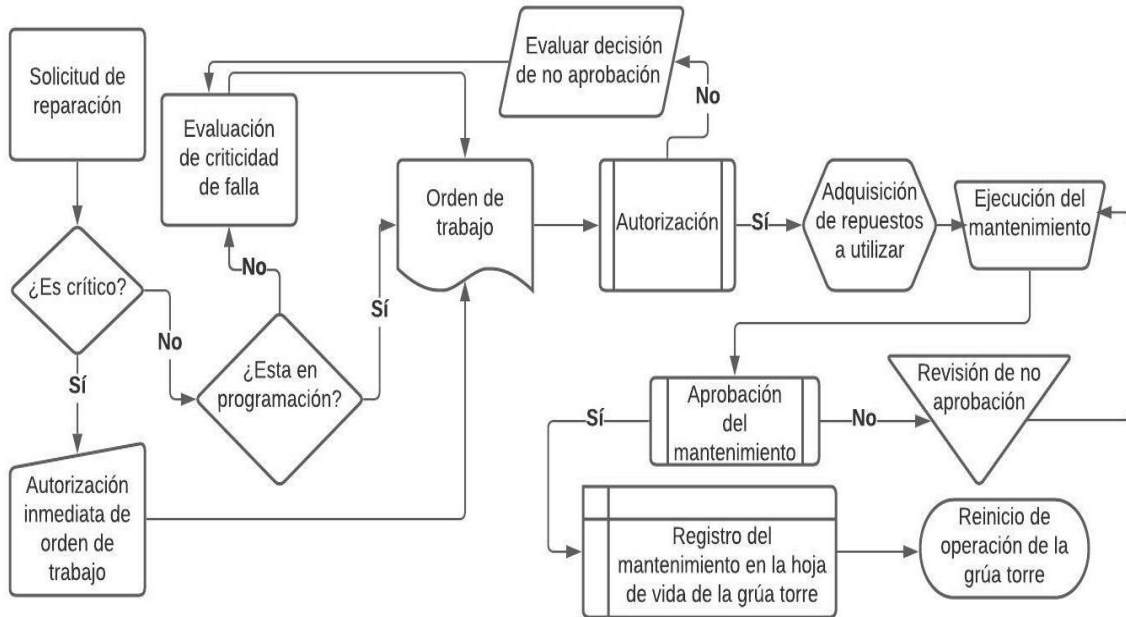 Solicitud de
reparación
¿Es crítico?
No
Sí
Autorización
inmediata de
orden de
trabajo
¿Esta en
programación?
No
Sí
Evaluación
de criticidad
de falla
Evaluar decisión
de no aprobación
Orden de
trabajo
Autorización
No
Sí
Adquisición
de repuestos
a utilizar
Ejecución del
mantenimiento
Aprobación
del
mantenimiento
No
Revisión de no
aprobación
Sí
Registro del
mantenimiento en la hoja
de vida de la grúa torre
Reinicio de
operación de la
grúa torre